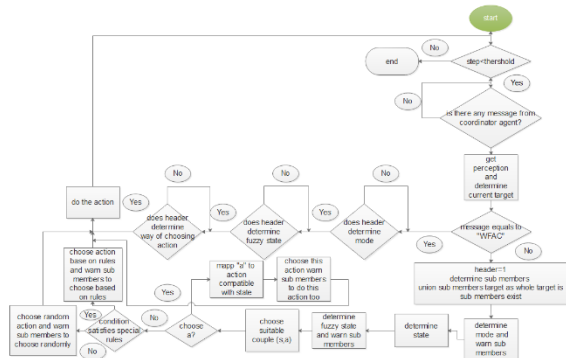 start
step<thershold
No
end
Yes
No
is there any message from
coordinator agent?
get
perception
and
determine
current target
message equals to
"WFAC"
Yes
No
header=1
determine sub members
union sub members target as whole target is
sub members exist
determine
mode and
warn sub
members
determine
state
determine
fuzzy state
and warn sub
members
choose
suitable
couple (s,a)
choose
a?
Yes
No
mapp "a" to
action
compatible
with state
choose this
action warn
sub members
to do this
action too
condition
satisfies special
rules
Yes
No
choose random
action and warn
sub members to
choose randomly
choose action
base on rules
and warn sub
members to
choose based
on rules
do the action
does header
determine
mode
No
Yes
does header
determine
fuzzy state
No
Yes
does header
determine
way of choosing
action
No
Yes